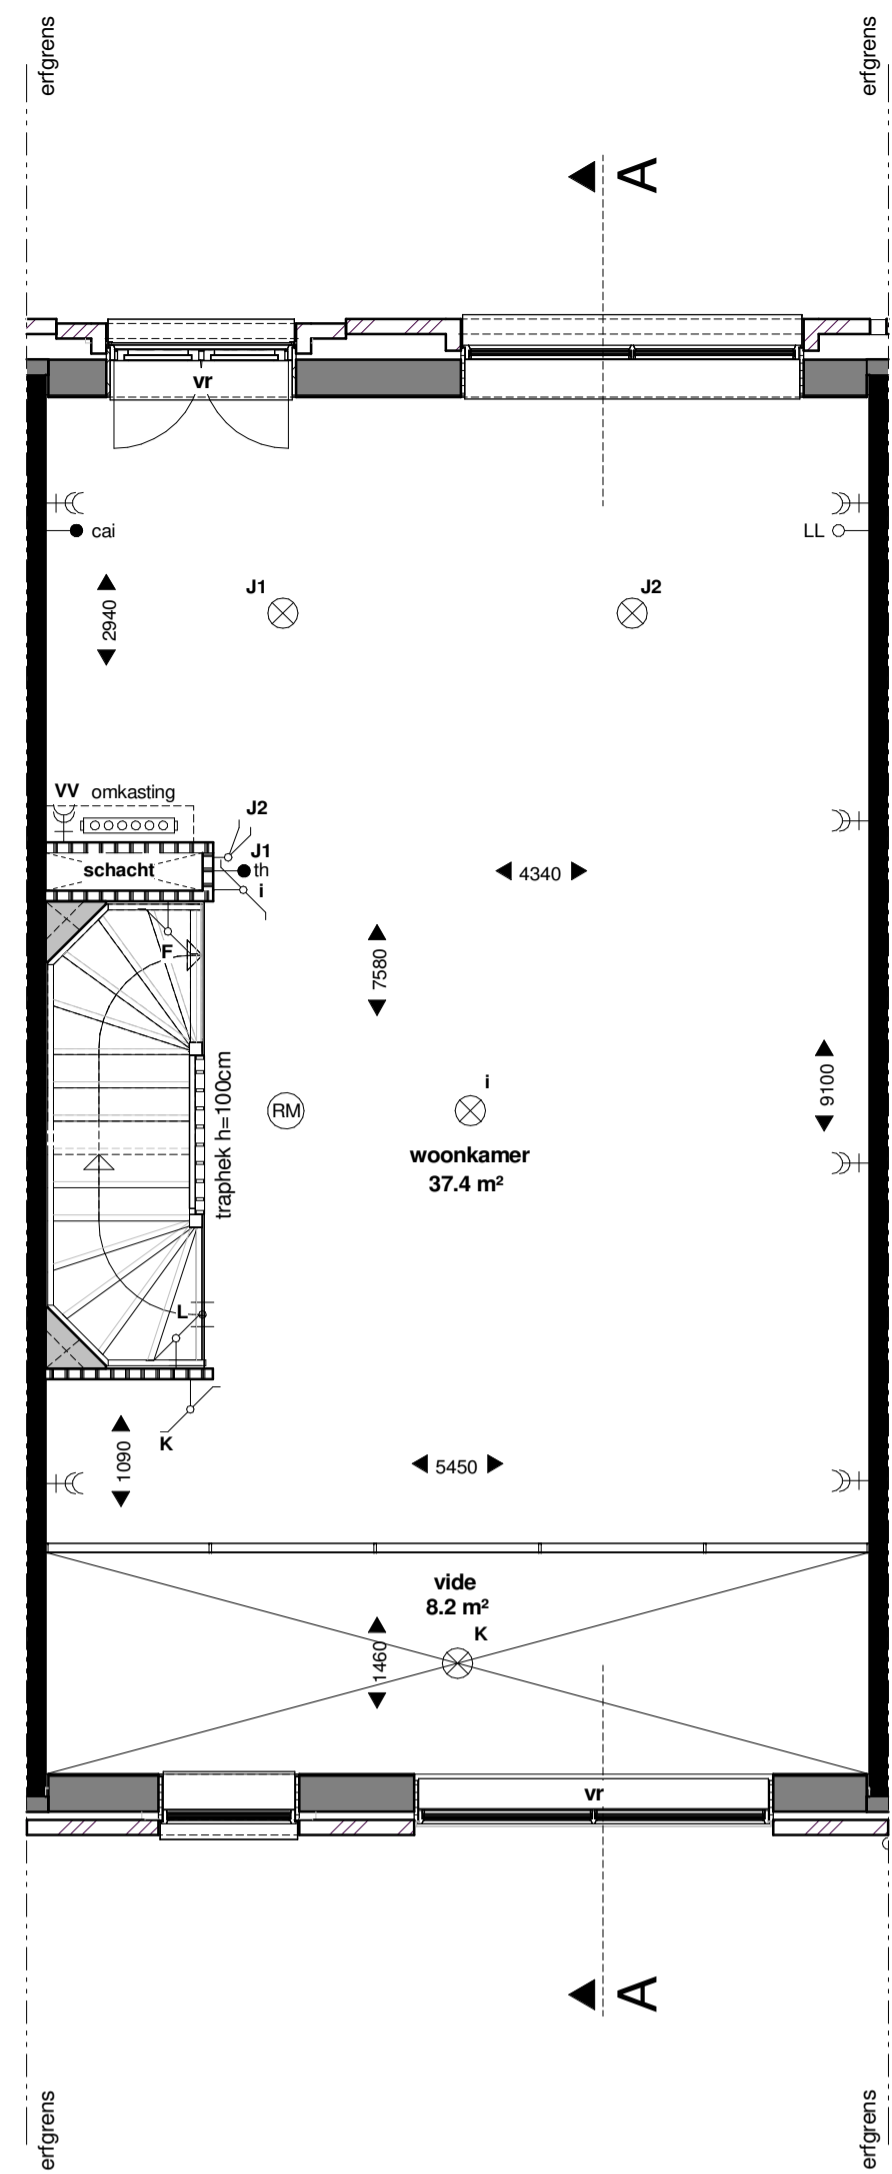 erfgrens
erfgrens
A
vr
cai
LL
J1
J2
2940
VV
omkasting
J2
J1
schacht
th
i
4340
F
7580
traphek h=100cm
RM
i
9100
woonkamer
37.4 m²
L
K
1090
5450
vide
8.2 m²
K
1460
vr
A
erfgrens
erfgrens